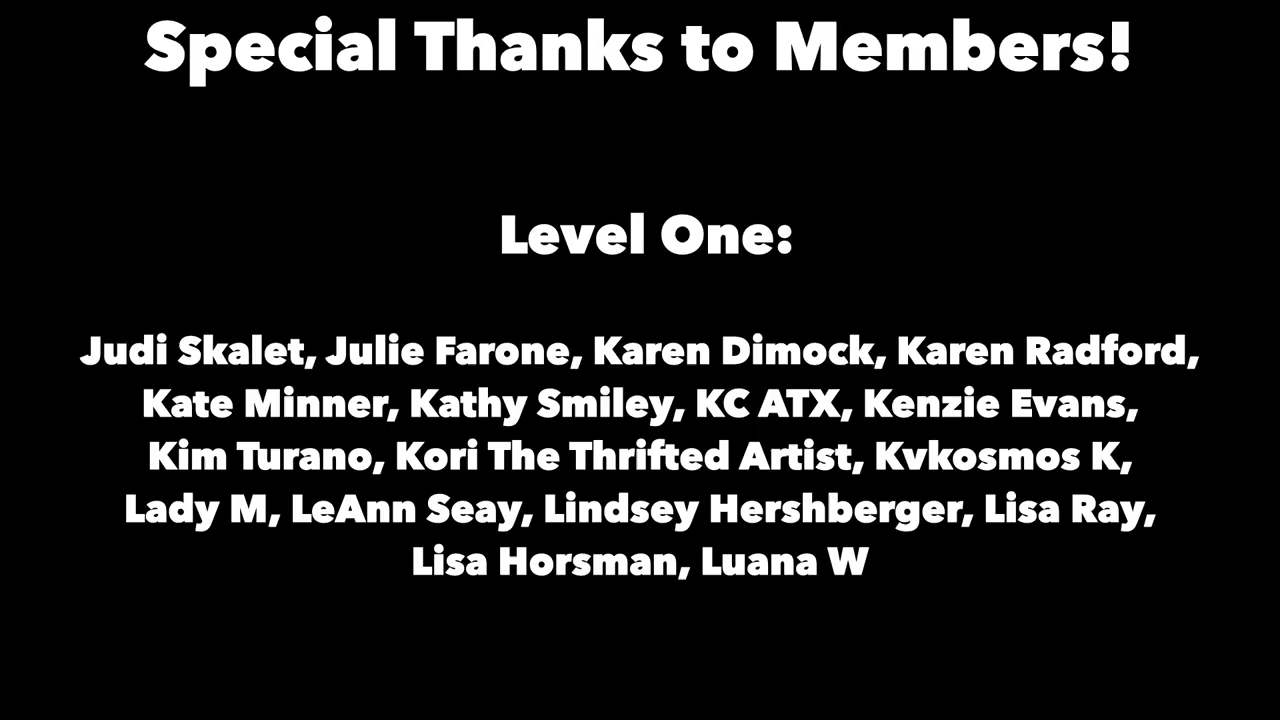 Special Thanks to Members!
Level One:
Judi Skalet, Julie Farone, Karen Dimock, Karen Radford,
Kate Minner, Kathy Smiley, KC ATX, Kenzie Evans,
Kim Turano, Kori The Thrifted Artist, Kvkosmos K,
Lady M, LeAnn Seay, Lindsey Hershberger, Lisa Ray,
Lisa Horsman, Luana W